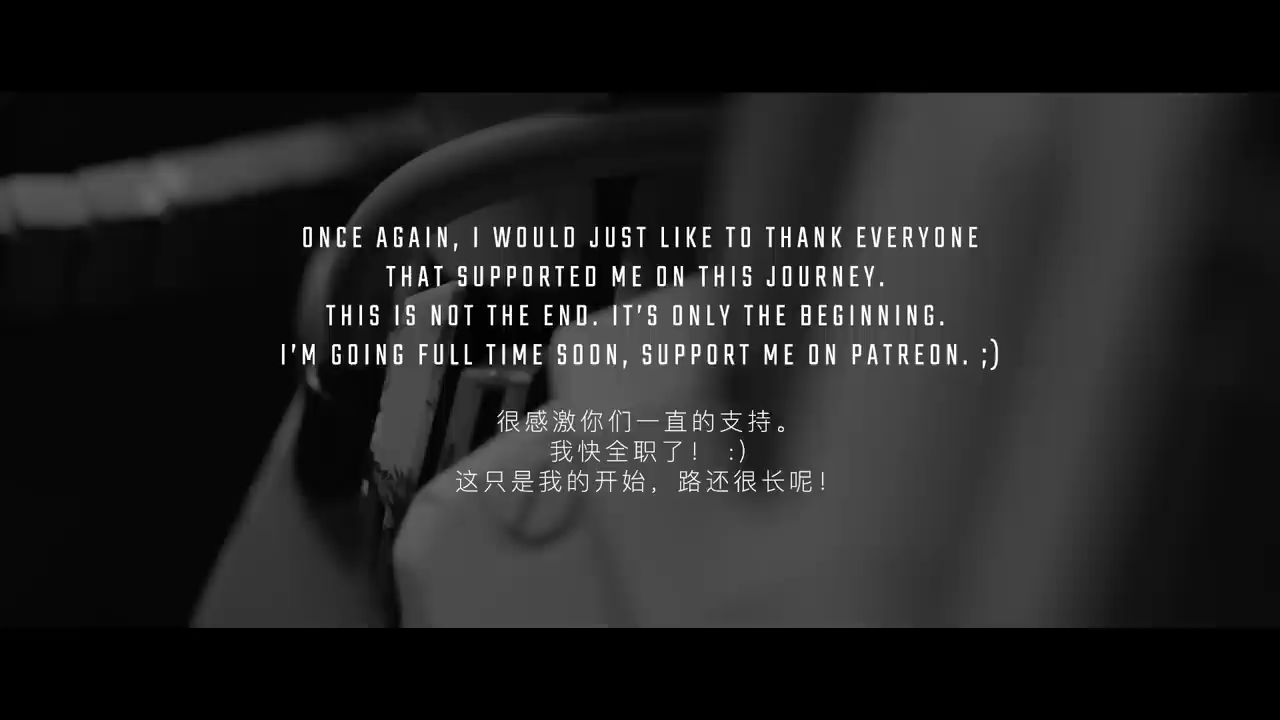 ONCE AGAIN, I WOULD JUST LIKE TO THANK EVERYONE
THAT SUPPORTED ME ON THIS JOURNEY.
THIS IS NOT THE END. IT'S ONLY THE BEGINNING.
I'M GOING FULL TIME SOON, SUPPORT ME ON PATREON. ;)
很感激你们一直的支持。
我快全职了！ :)
这只是我的开始，路还很长呢！